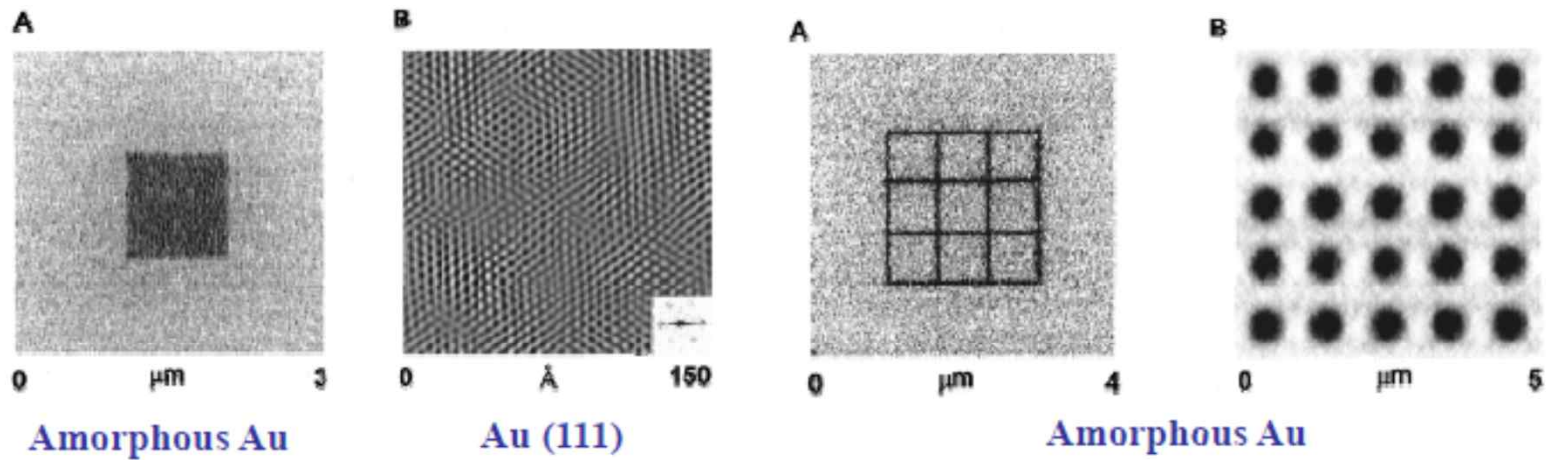 A B A B
0 μm 3 0 Å 150 0 μm 4 0 μm 5
Amorphous Au Au (111) Amorphous Au